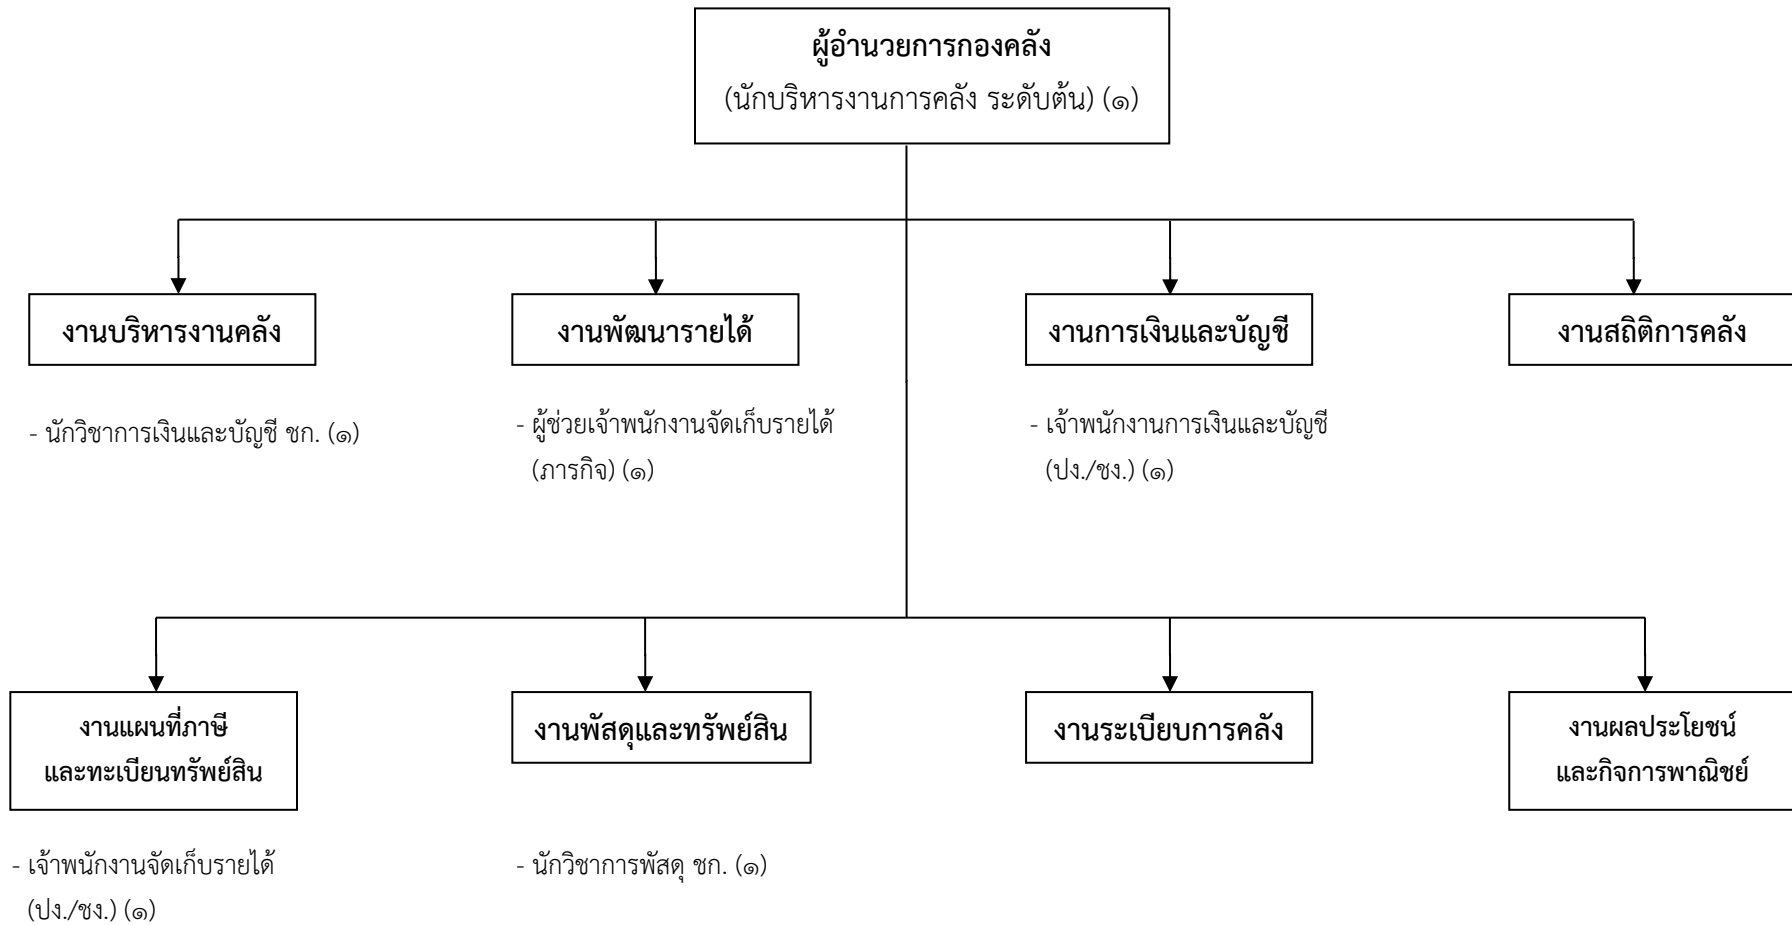 ผู้อำนวยการกองคลัง
(นักบริหารงานการคลัง ระดับต้น) (๑)
งานบริหารงานคลัง
งานพัฒนารายได้
งานการเงินและบัญชี
งานสถิติการคลัง
- นักวิชาการเงินและบัญชี ชก. (๑)
- ผู้ช่วยเจ้าพนักงานจัดเก็บรายได้
(ภารกิจ) (๑)
- เจ้าพนักงานการเงินและบัญชี
(ปง./ชง.) (๑)
งานแผนที่ภาษี
และทะเบียนทรัพย์สิน
งานพัสดุและทรัพย์สิน
งานระเบียบการคลัง
งานผลประโยชน์
และกิจการพาณิชย์
- เจ้าพนักงานจัดเก็บรายได้
(ปง./ชง.) (๑)
- นักวิชาการพัสดุ ชก. (๑)